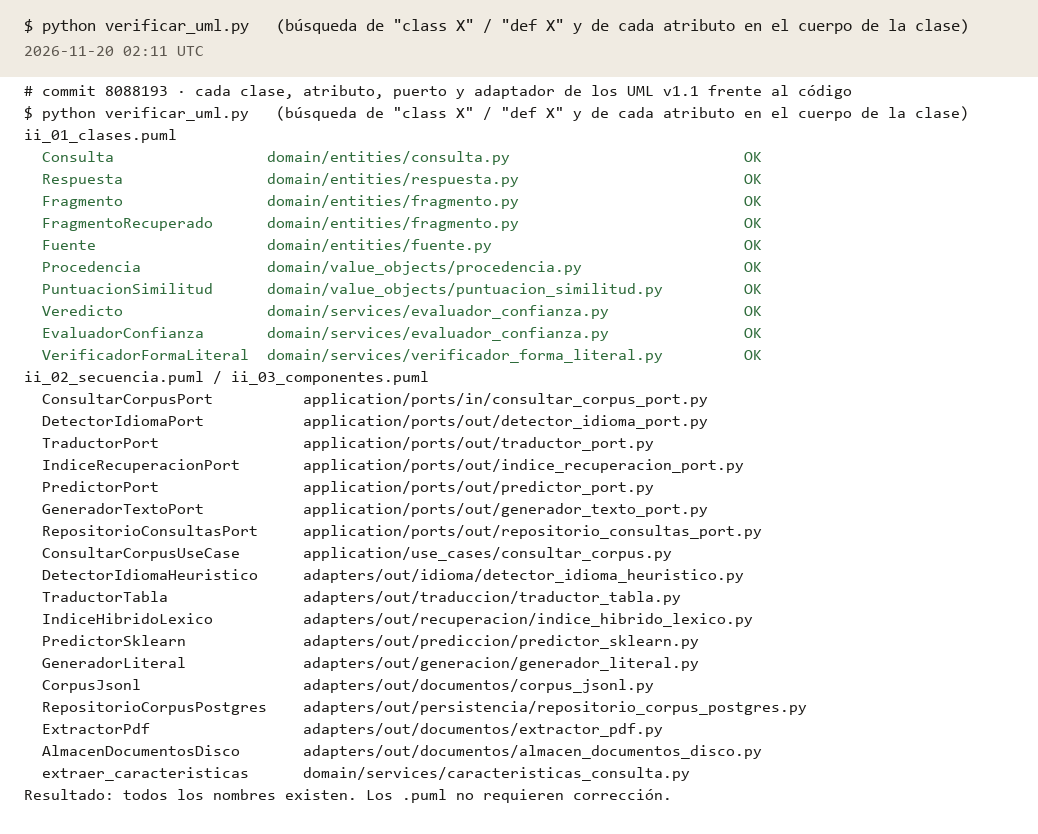 $ python verificar_uml.py   (búsqueda de "class X" / "def X" y de cada atributo en el cuerpo de la clase)
2026-11-20 02:11 UTC
# commit 8088193 · cada clase, atributo, puerto y adaptador de los UML v1.1 frente al código
$ python verificar_uml.py   (búsqueda de "class X" / "def X" y de cada atributo en el cuerpo de la clase)
ii_01_clases.puml
  Consulta                 domain/entities/consulta.py                          OK
  Respuesta                domain/entities/respuesta.py                         OK
  Fragmento                domain/entities/fragmento.py                         OK
  FragmentoRecuperado      domain/entities/fragmento.py                         OK
  Fuente                   domain/entities/fuente.py                            OK
  Procedencia              domain/value_objects/procedencia.py                  OK
  PuntuacionSimilitud      domain/value_objects/puntuacion_similitud.py         OK
  Veredicto                domain/services/evaluador_confianza.py               OK
  EvaluadorConfianza       domain/services/evaluador_confianza.py               OK
  VerificadorFormaLiteral  domain/services/verificador_forma_literal.py         OK
ii_02_secuencia.puml / ii_03_componentes.puml
  ConsultarCorpusPort          application/ports/in/consultar_corpus_port.py
  DetectorIdiomaPort           application/ports/out/detector_idioma_port.py
  TraductorPort                application/ports/out/traductor_port.py
  IndiceRecuperacionPort       application/ports/out/indice_recuperacion_port.py
  PredictorPort                application/ports/out/predictor_port.py
  GeneradorTextoPort           application/ports/out/generador_texto_port.py
  RepositorioConsultasPort     application/ports/out/repositorio_consultas_port.py
  ConsultarCorpusUseCase       application/use_cases/consultar_corpus.py
  DetectorIdiomaHeuristico     adapters/out/idioma/detector_idioma_heuristico.py
  TraductorTabla               adapters/out/traduccion/traductor_tabla.py
  IndiceHibridoLexico          adapters/out/recuperacion/indice_hibrido_lexico.py
  PredictorSklearn             adapters/out/prediccion/predictor_sklearn.py
  GeneradorLiteral             adapters/out/generacion/generador_literal.py
  CorpusJsonl                  adapters/out/documentos/corpus_jsonl.py
  RepositorioCorpusPostgres    adapters/out/persistencia/repositorio_corpus_postgres.py
  ExtractorPdf                 adapters/out/documentos/extractor_pdf.py
  AlmacenDocumentosDisco       adapters/out/documentos/almacen_documentos_disco.py
  extraer_caracteristicas      domain/services/caracteristicas_consulta.py
Resultado: todos los nombres existen. Los .puml no requieren corrección.